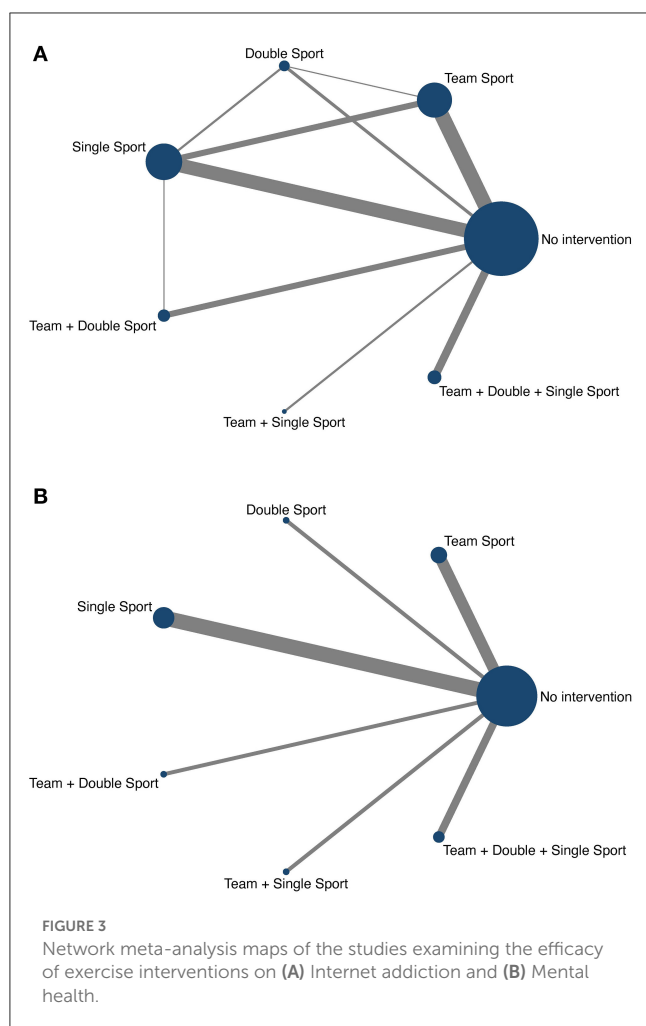 A
Double Sport
Team Sport
Single Sport
No intervention
Team + Double Sport
Team + Double + Single Sport
Team + Single Sport
B
Double Sport
Team Sport
Single Sport
No intervention
Team + Double Sport
Team + Double + Single Sport
Team + Single Sport
FIGURE 3
Network meta-analysis maps of the studies examining the efficacy
of exercise interventions on (A) Internet addiction and (B) Mental
health.